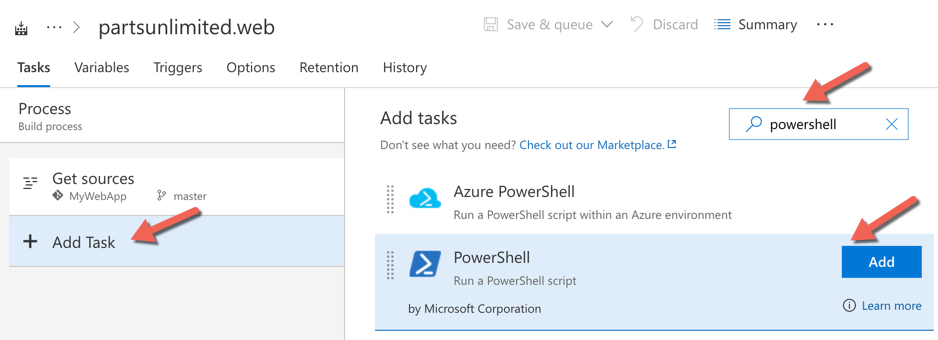 ··· > partsunlimited.web
Save & queue
Discard
Summary
···
Tasks Variables Triggers Options Retention History
Process
Build process
Get sources
MyWebApp master
+ Add Task
Add tasks
powershell
Don't see what you need? Check out our Marketplace.
Azure PowerShell
Run a PowerShell script within an Azure environment
PowerShell
Run a PowerShell script
Add
by Microsoft Corporation
Learn more